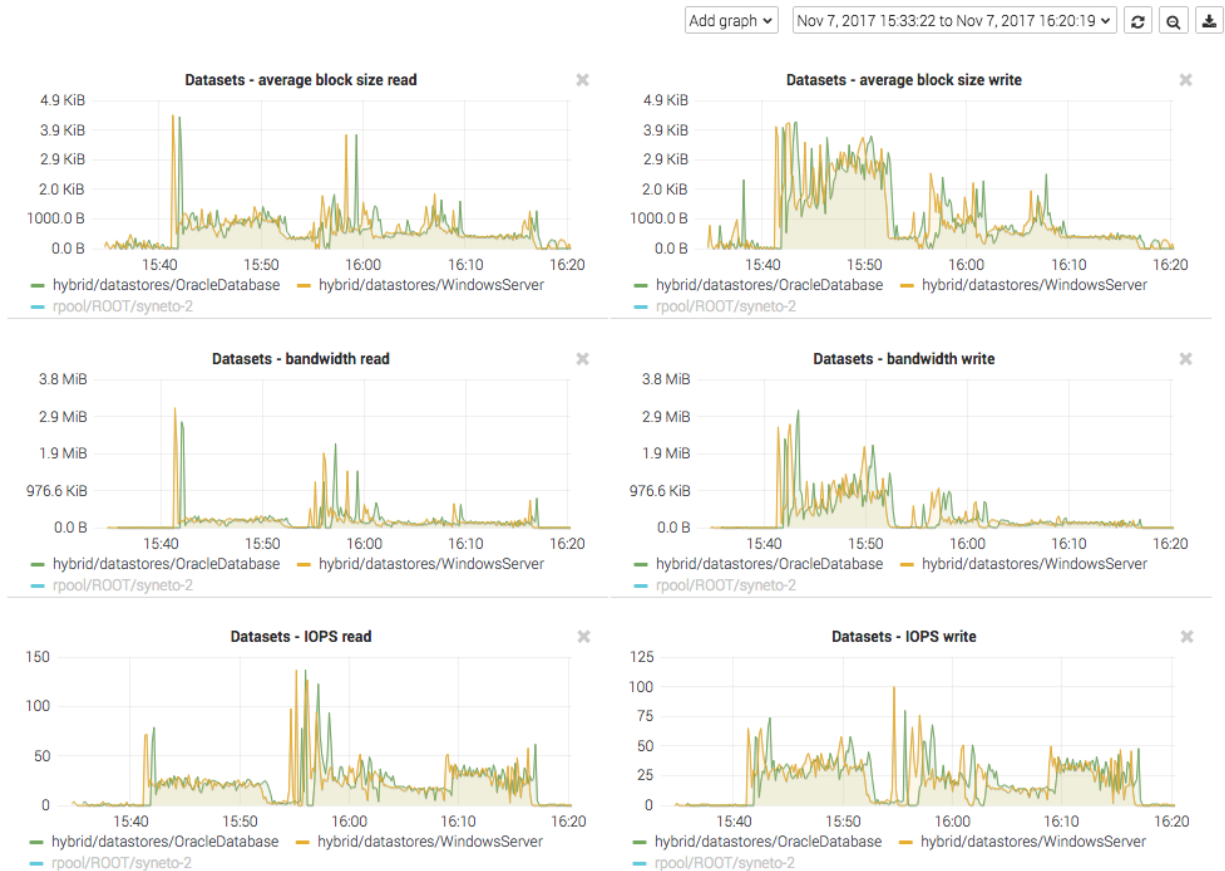 Add graph
Nov 7, 2017 15:33:22 to Nov 7, 2017 16:20:19
Datasets - average block size read
4.9 KiB
3.9 KiB
2.9 KiB
2.0 KiB
1000.0 B
0.0 B
15:40 15:50 16:00 16:10 16:20
hybrid/datastores/OracleDatabase hybrid/datastores/WindowsServer
rpool/ROOT/syneto-2
Datasets - average block size write
4.9 KiB
3.9 KiB
2.9 KiB
2.0 KiB
1000.0 B
0.0 B
15:40 15:50 16:00 16:10 16:20
hybrid/datastores/OracleDatabase hybrid/datastores/WindowsServer
rpool/ROOT/syneto-2
Datasets - bandwidth read
3.8 MiB
2.9 MiB
1.9 MiB
976.6 KiB
0.0 B
15:40 15:50 16:00 16:10 16:20
hybrid/datastores/OracleDatabase hybrid/datastores/WindowsServer
rpool/ROOT/syneto-2
Datasets - bandwidth write
3.8 MiB
2.9 MiB
1.9 MiB
976.6 KiB
0.0 B
15:40 15:50 16:00 16:10 16:20
hybrid/datastores/OracleDatabase hybrid/datastores/WindowsServer
rpool/ROOT/syneto-2
Datasets - IOPS read
150
100
50
0
15:40 15:50 16:00 16:10 16:20
hybrid/datastores/OracleDatabase hybrid/datastores/WindowsServer
rpool/ROOT/syneto-2
Datasets - IOPS write
125
100
75
50
25
0
15:40 15:50 16:00 16:10 16:20
hybrid/datastores/OracleDatabase hybrid/datastores/WindowsServer
rpool/ROOT/syneto-2